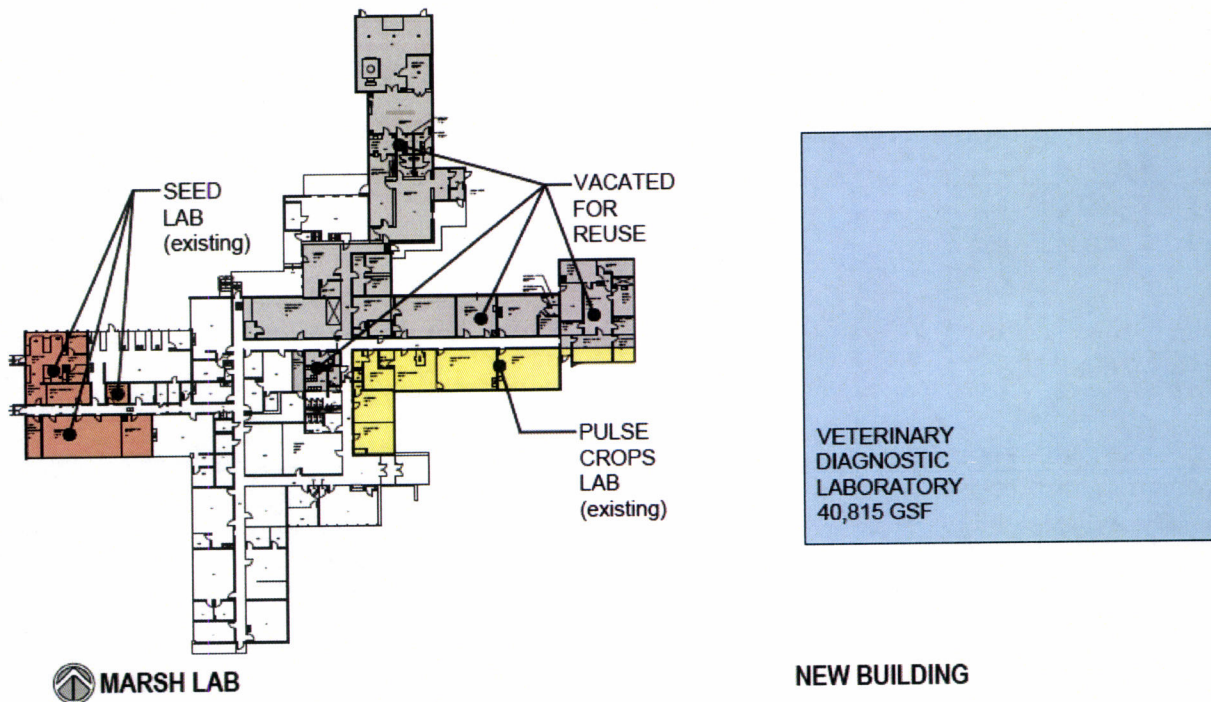 SEED
LAB
(existing)
VACATED
FOR
REUSE
PULSE
CROPS
LAB
(existing)
MARSH LAB
VETERINARY
DIAGNOSTIC
LABORATORY
40,815 GSF
NEW BUILDING